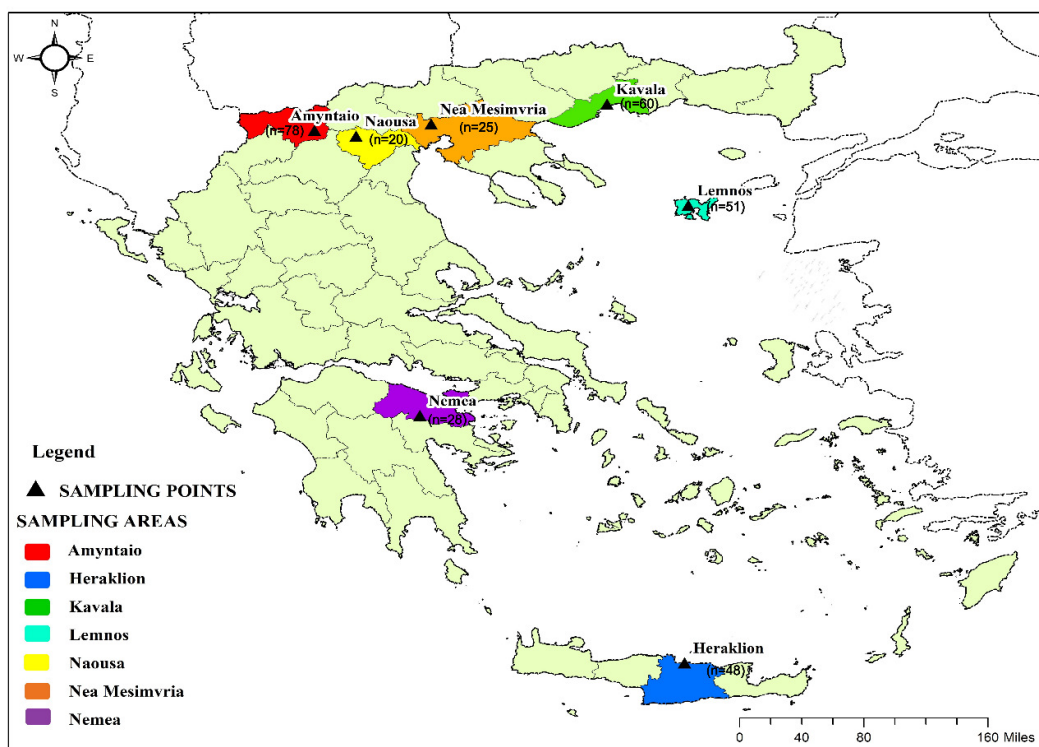 N
W E
S
Kavala
(n=60)
Nea Mesimvria
(n=25)
Amyntaio
(n=78)
Naousa
(n=20)
Lemnos
(n=51)
Nemea
(n=28)
Legend
SAMPLING POINTS
SAMPLING AREAS
Amyntaio
Heraklion
Kavala
Lemnos
Naousa
Nea Mesimvria
Nemea
Heraklion
(n=48)
0 40 80 160 Miles